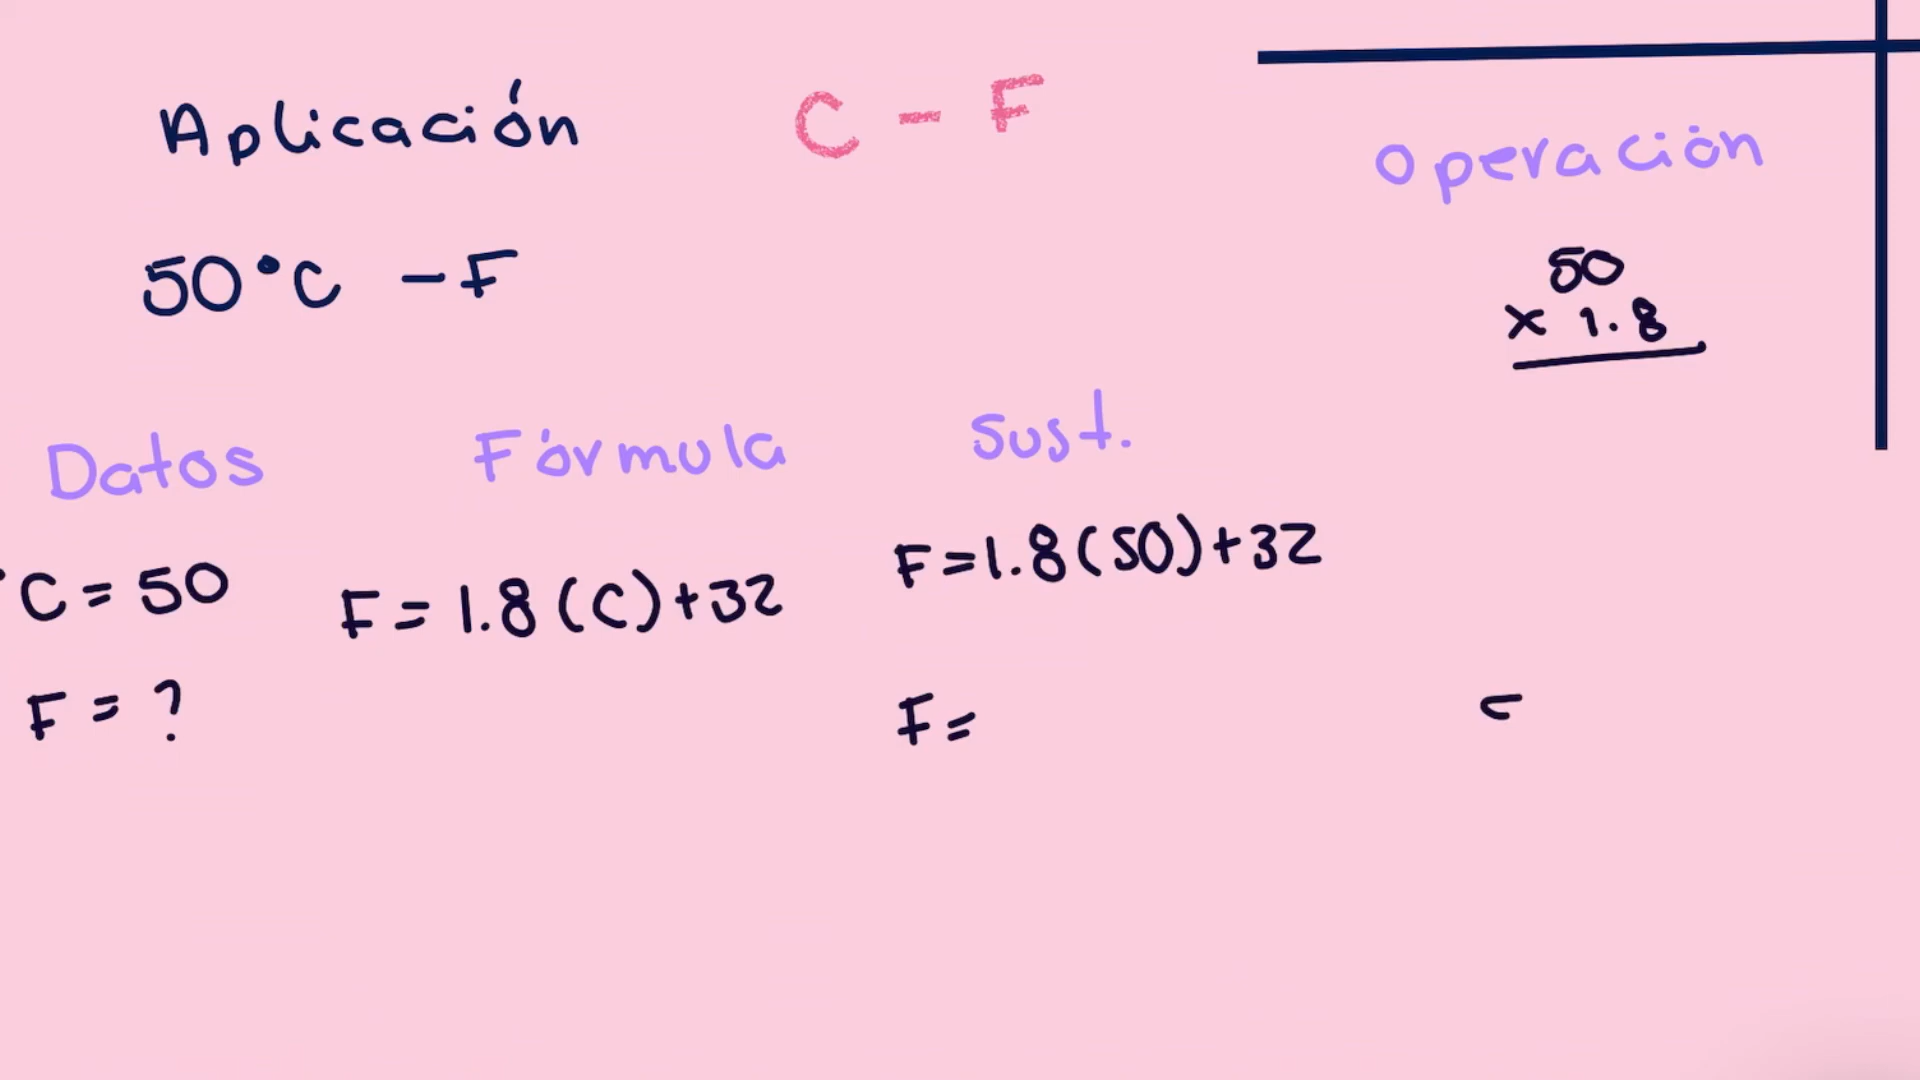 Aplicación
C - F
Operación
50°C - F
50
x 1.8
Datos
Fórmula
Sust.
°C = 50
F = 1.8 (C) + 32
F = 1.8 (50) + 32
F = ?
F =